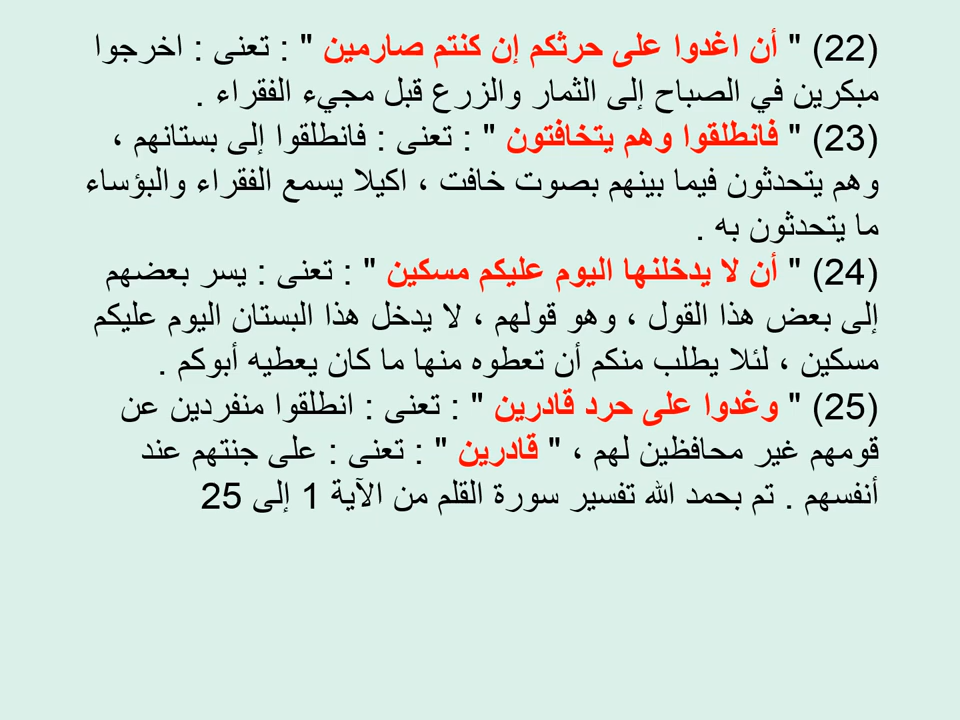 (22) " أن اغدوا على حرثكم إن كنتم صارمين " : تعنى : اخرجوا
مبكرين في الصباح إلى الثمار والزرع قبل مجيء الفقراء .
(23) " فانطلقوا وهم يتخافتون " : تعنى : فانطلقوا إلى بستانهم ،
وهم يتحدثون فيما بينهم بصوت خافت ، اكيلا يسمع الفقراء والبؤساء
ما يتحدثون به .
(24) " أن لا يدخلنها اليوم عليكم مسكين " : تعنى : يسر بعضهم
إلى بعض هذا القول ، وهو قولهم ، لا يدخل هذا البستان اليوم عليكم
مسكين ، لئلا يطلب منكم أن تعطوه منها ما كان يعطيه أبوكم .
(25) " وغدوا على حرد قادرين " : تعنى : انطلقوا منفردين عن
قومهم غير محافظين لهم ، " قادرين " : تعنى : على جنتهم عند
أنفسهم . تم بحمد الله تفسير سورة القلم من الآية 1 إلى 25